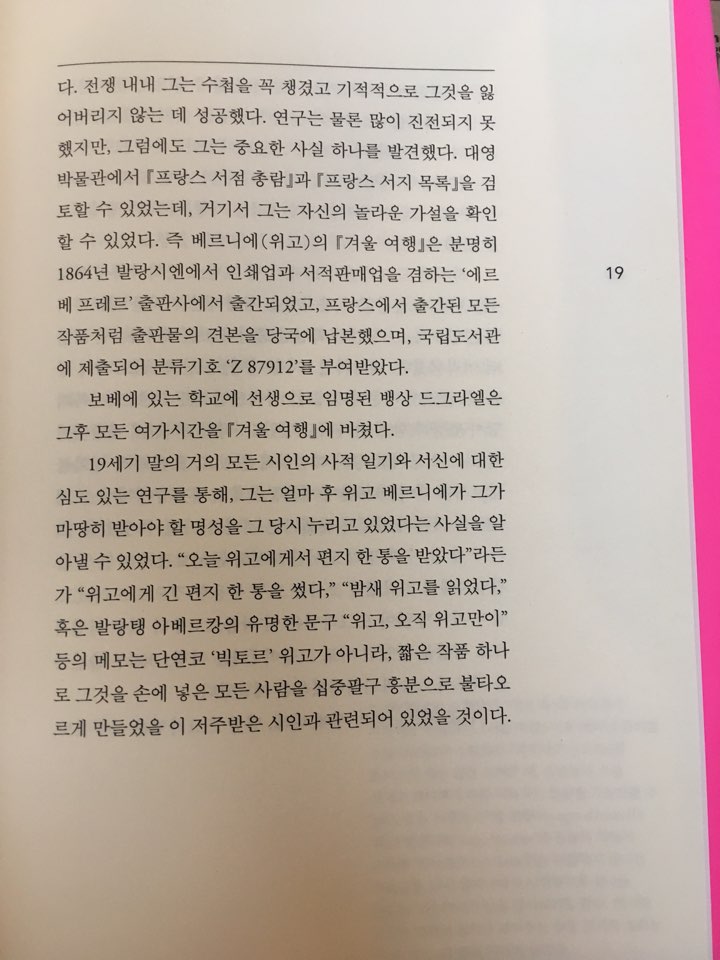 다. 전쟁 내내 그는 수첩을 꼭 챙겼고 기적적으로 그것을 잃
어버리지 않는 데 성공했다. 연구는 물론 많이 진전되지 못
했지만, 그럼에도 그는 중요한 사실 하나를 발견했다. 대영
박물관에서 『프랑스 서점 총람』과 『프랑스 서지 목록』을 검
토할 수 있었는데, 거기서 그는 자신의 놀라운 가설을 확인
할 수 있었다. 즉 베르니에(위고)의 『겨울 여행』은 분명히
1864년 발랑시엔에서 인쇄업과 서적판매업을 겸하는 ‘에르
베 프레르’ 출판사에서 출간되었고, 프랑스에서 출간된 모든
작품처럼 출판물의 견본을 당국에 납본했으며, 국립도서관
에 제출되어 분류기호 ‘Z 87912’를 부여받았다.
보베에 있는 학교에 선생으로 임명된 뱅상 드그라엘은
그후 모든 여가시간을 『겨울 여행』에 바쳤다.
19세기 말의 거의 모든 시인의 사적 일기와 서신에 대한
심도 있는 연구를 통해, 그는 얼마 후 위고 베르니에가 그가
마땅히 받아야 할 명성을 그 당시 누리고 있었다는 사실을 알
아낼 수 있었다. “오늘 위고에게서 편지 한 통을 받았다”라든
가 “위고에게 긴 편지 한 통을 썼다,” “밤새 위고를 읽었다,”
혹은 발랑탱 아베르캉의 유명한 문구 “위고, 오직 위고만이”
등의 메모는 단연코 ‘빅토르’ 위고가 아니라, 짧은 작품 하나
로 그것을 손에 넣은 모든 사람을 십중팔구 흥분으로 불타오
르게 만들었을 이 저주받은 시인과 관련되어 있었을 것이다.
19